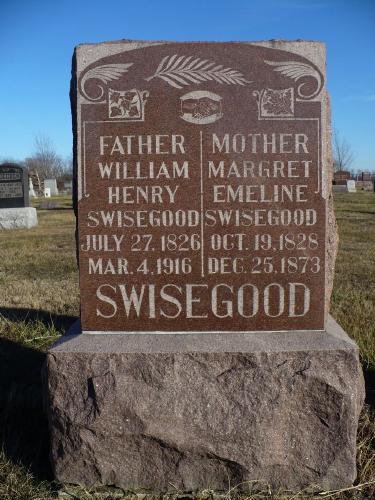 FATHER
WILLIAM
HENRY
SWISEGOOD
JULY 27, 1826
MAR. 4, 1916
MOTHER
MARGRET
EMELINE
SWISEGOOD
OCT. 19, 1828
DEC. 25, 1873
SWISEGOOD